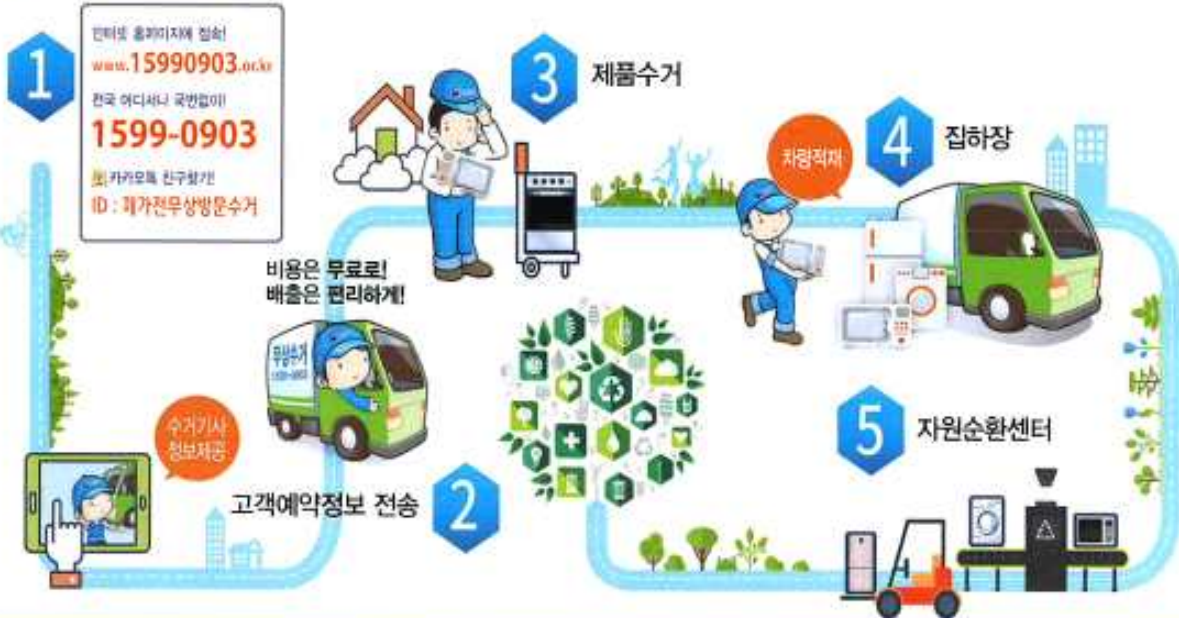 1
인터넷 홈페이지에 접속!
www.15990903.or.kr
전국 어디서나 국번없이!
1599-0903
카카오톡 친구찾기!
ID : 폐가전무상방문수거
수거기사
정보제공
고객예약정보 전송
2
비용은 무료로!
배출은 편리하게!
무상수거
1599-0903
3
제품수거
차량적재
4
집하장
5
자원순환센터